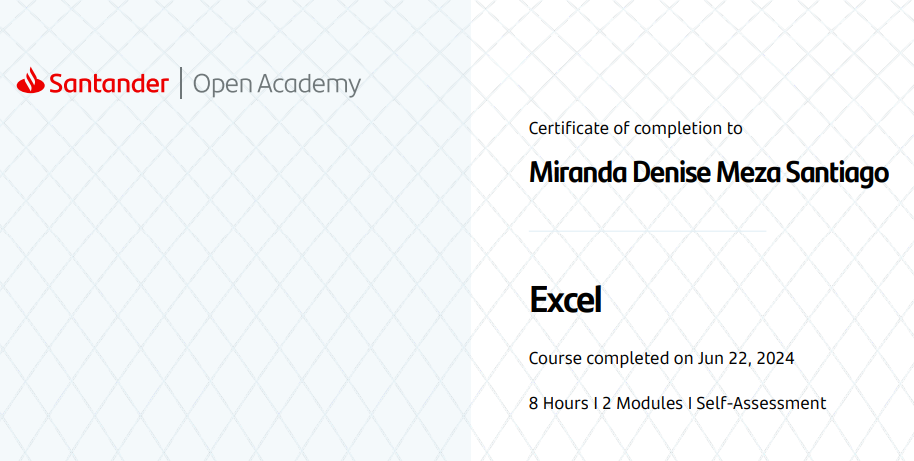 Santander | Open Academy
Certificate of completion to
Miranda Denise Meza Santiago
Excel
Course completed on Jun 22, 2024
8 Hours I 2 Modules I Self-Assessment